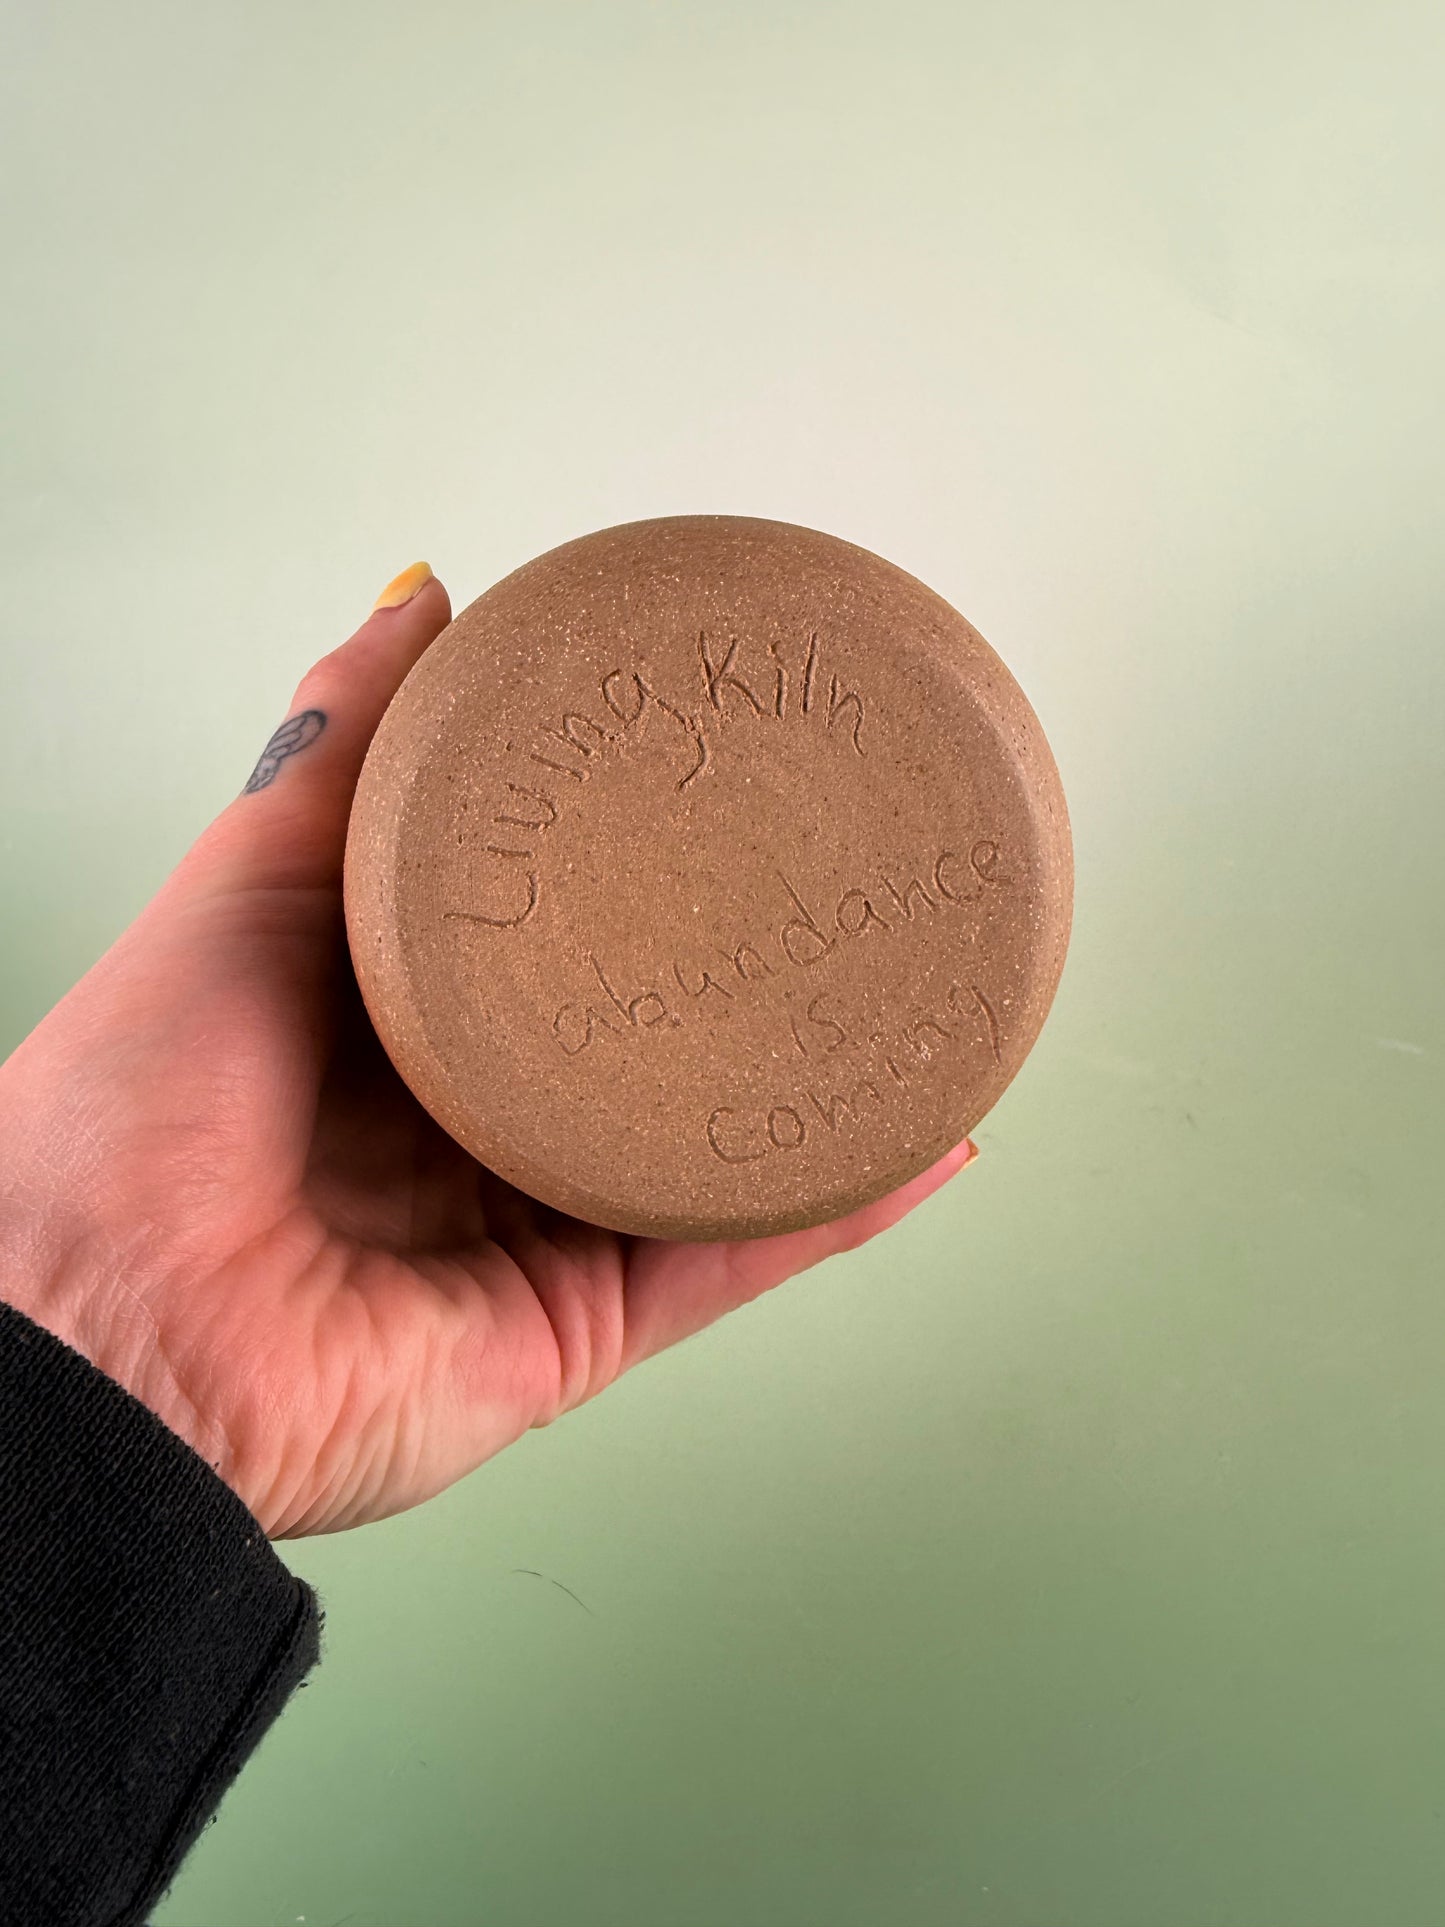 Living Kiln
abundance
is
coming